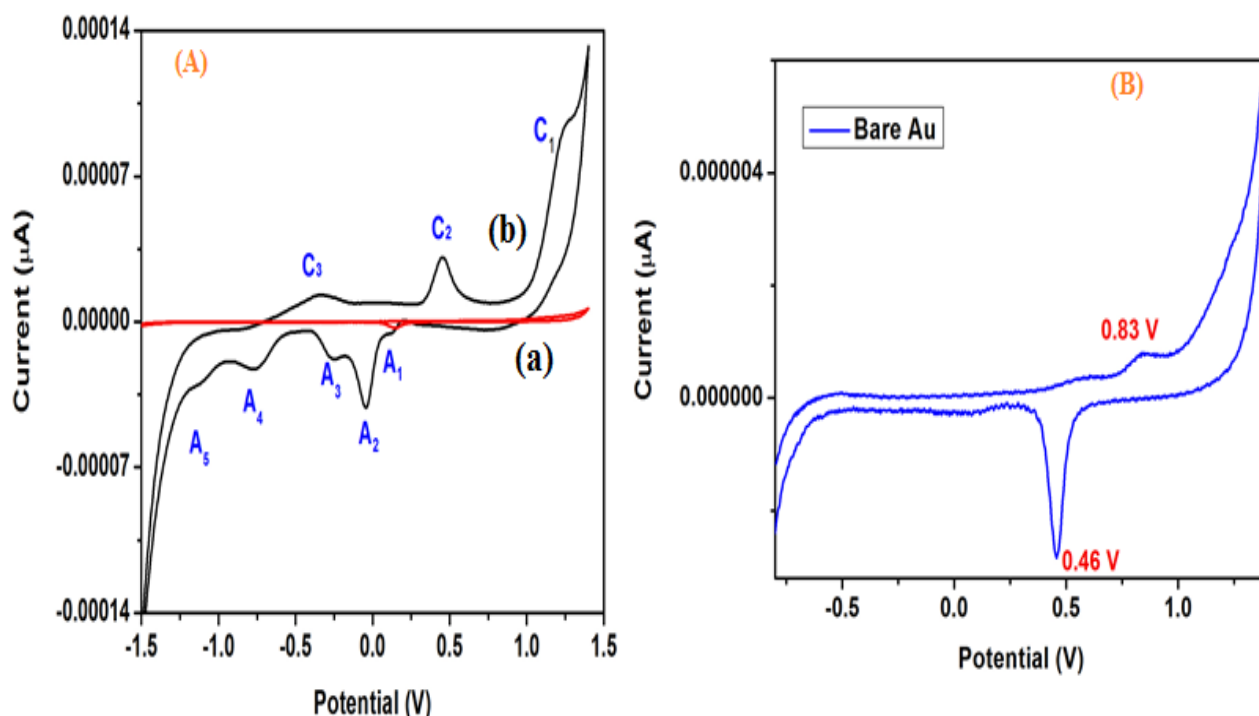 (A)
0.00014
0.00007
0.00000
-0.00007
-0.00014
Current (μA)
C1
C2
C3
(b)
(a)
A1
A2
A3
A4
A5
-1.5 -1.0 -0.5 0.0 0.5 1.0 1.5
Potential (V)
(B)
Bare Au
0.000004
0.000000
Current (μA)
0.83 V
0.46 V
-0.5 0.0 0.5 1.0
Potential (V)